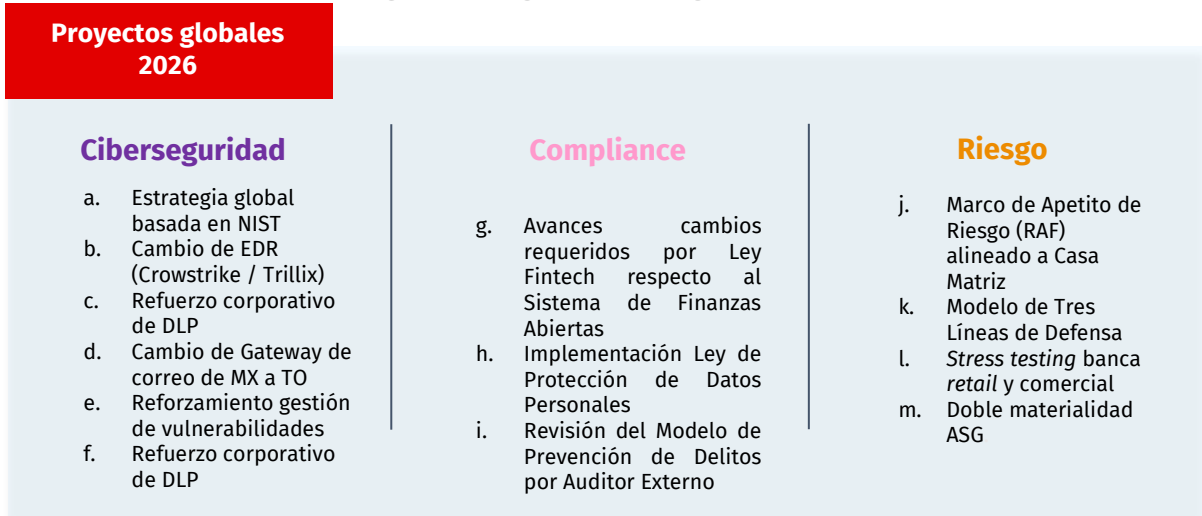 Proyectos globales
2026
Ciberseguridad
a. Estrategia global
basada en NIST
b. Cambio de EDR
(Crowstrike / Trillix)
c. Refuerzo corporativo
de DLP
d. Cambio de Gateway de
correo de MX a TO
e. Reforzamiento gestión
de vulnerabilidades
f. Refuerzo corporativo
de DLP
Compliance
g. Avances cambios
requeridos por Ley
Fintech respecto al
Sistema de Finanzas
Abiertas
h. Implementación Ley de
Protección de Datos
Personales
i. Revisión del Modelo de
Prevención de Delitos
por Auditor Externo
Riesgo
j. Marco de Apetito de
Riesgo (RAF)
alineado a Casa
Matriz
k. Modelo de Tres
Líneas de Defensa
l. Stress testing banca
retail y comercial
m. Doble materialidad
ASG